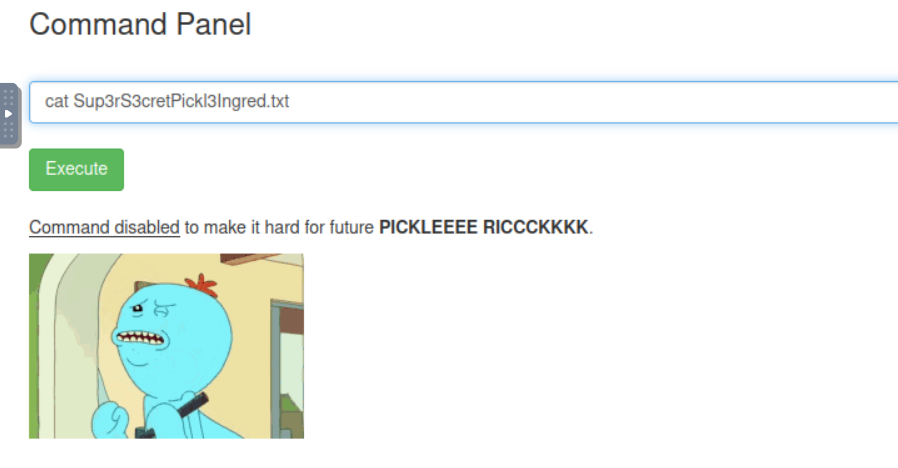 Command Panel
cat Sup3rS3cretPickl3Ingred.txt
Execute
Command disabled to make it hard for future PICKLEEEE RICCCKKKK.